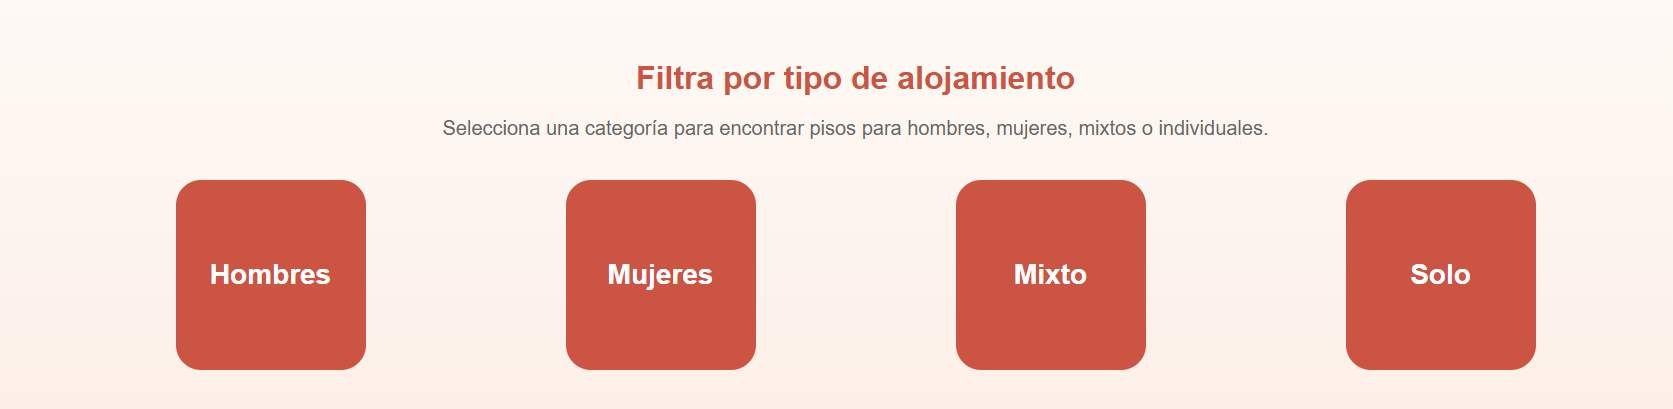 Filtra por tipo de alojamiento
Selecciona una categoría para encontrar pisos para hombres, mujeres, mixtos o individuales.
Hombres
Mujeres
Mixto
Solo